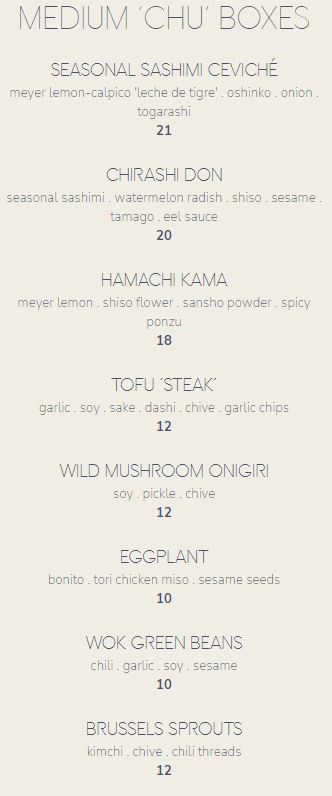 MEDIUM ‘CHU’ BOXES
SEASONAL SASHIMI CEVICHÉ
meyer lemon-calpico 'leche de tigre' . oshinko . onion .
togarashi
21
CHIRASHI DON
seasonal sashimi . watermelon radish . shiso . sesame .
tamago . eel sauce
20
HAMACHI KAMA
meyer lemon . shiso flower . sansho powder . spicy
ponzu
18
TOFU ‘STEAK’
garlic . soy . sake . dashi . chive . garlic chips
12
WILD MUSHROOM ONIGIRI
soy . pickle . chive
12
EGGPLANT
bonito . tori chicken miso . sesame seeds
10
WOK GREEN BEANS
chili . garlic . soy . sesame
10
BRUSSELS SPROUTS
kimchi . chive . chili threads
12